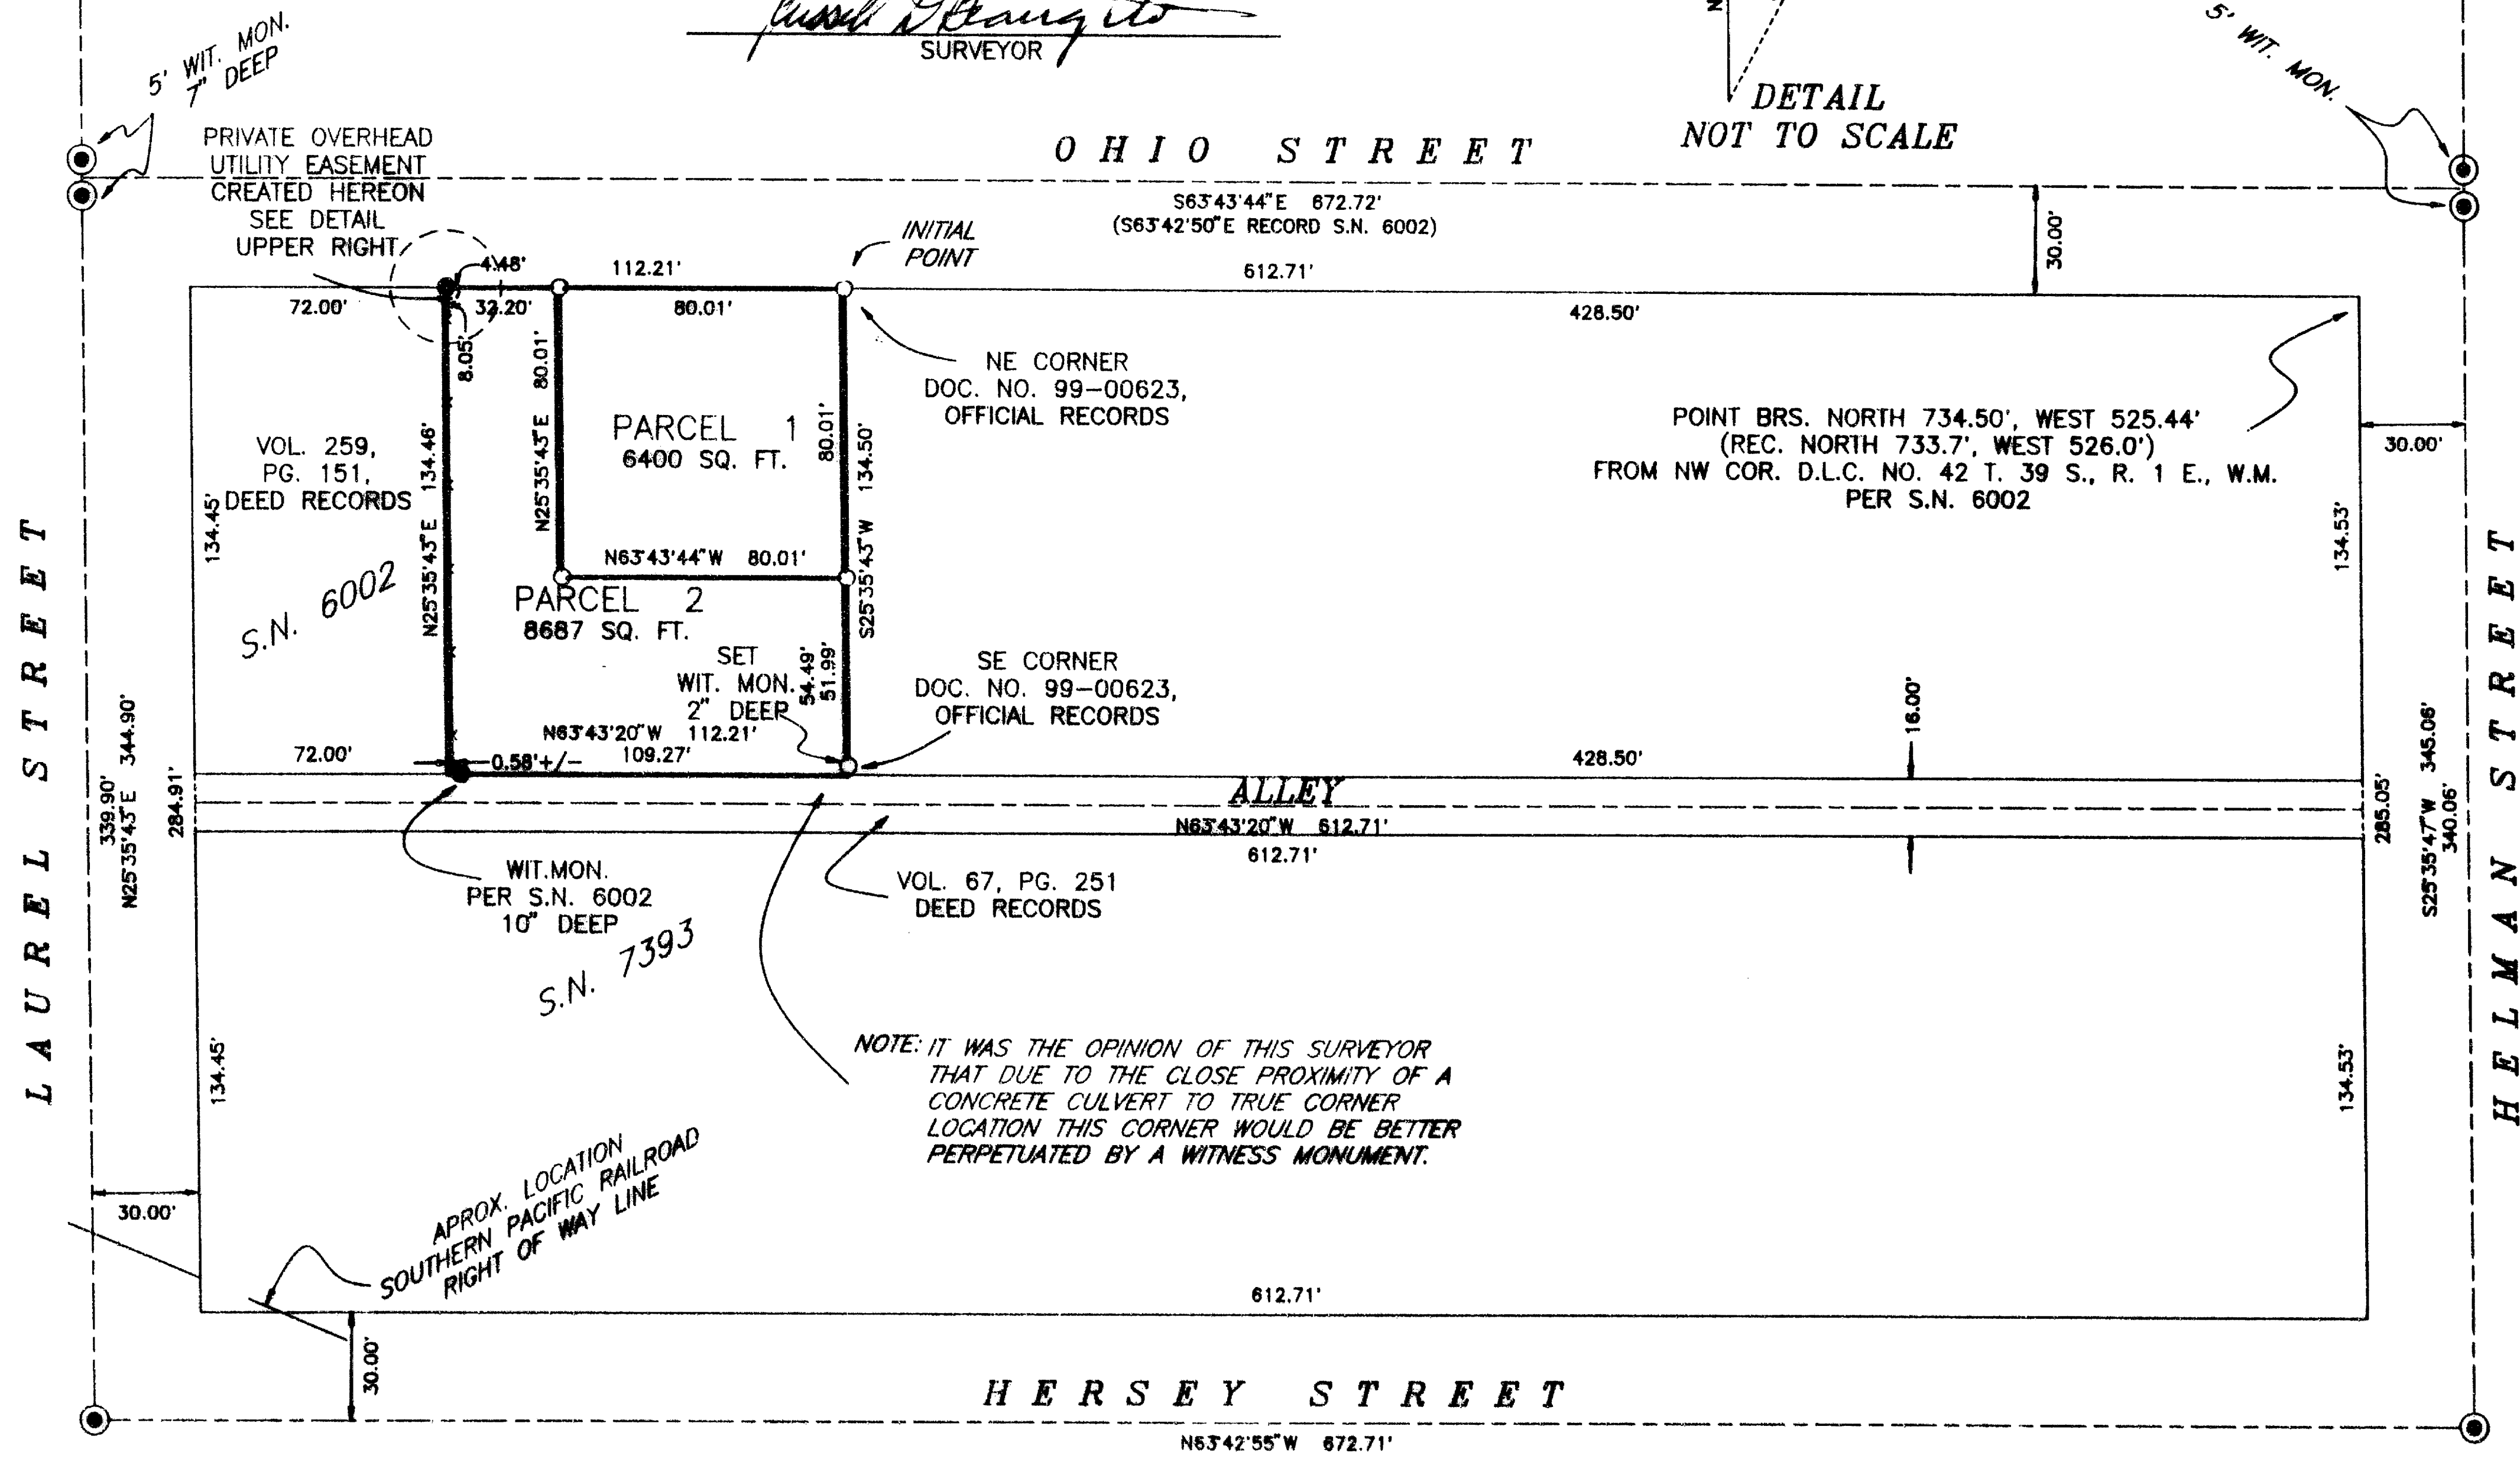 SURVEYOR
5' WIT. MON.
7" DEEP
5' WIT. MON.
DETAIL
NOT TO SCALE
OHIO STREET
S63°43'44"E 672.72'
(S63°42'50"E RECORD S.N. 6002)
30.00'
PRIVATE OVERHEAD
UTILITY EASEMENT
CREATED HEREON
SEE DETAIL
UPPER RIGHT
INITIAL
POINT
4.48'
112.21'
612.71'
72.00'
32.20'
80.01'
428.50'
8.05'
80.01'
N25°35'43"E
NE CORNER
DOC. NO. 99-00623,
OFFICIAL RECORDS
PARCEL 1
6400 SQ. FT.
80.01'
S25°35'43"W 134.50'
POINT BRS. NORTH 734.50', WEST 525.44'
(REC. NORTH 733.7', WEST 526.0')
FROM NW COR. D.L.C. NO. 42 T. 39 S., R. 1 E., W.M.
PER S.N. 6002
30.00'
VOL. 259,
PG. 151,
DEED RECORDS
N25°35'43"E 134.46'
134.45'
134.53'
S.N. 6002
N63°43'44"W 80.01'
PARCEL 2
8687 SQ. FT.
SET
WIT. MON.
2" DEEP
54.49'
51.99'
SE CORNER
DOC. NO. 99-00623,
OFFICIAL RECORDS
16.00'
N63°43'20"W 112.21'
72.00'
0.58'+/-
109.27'
428.50'
ALLEY
N63°43'20"W 612.71'
612.71'
LAUREL STREET
339.90'
N25°35'43"E 344.90'
284.91'
285.05'
S25°35'47"W 345.06'
340.06'
HELMAN STREET
WIT.MON.
PER S.N. 6002
10" DEEP
VOL. 67, PG. 251
DEED RECORDS
S.N. 7393
NOTE: IT WAS THE OPINION OF THIS SURVEYOR
THAT DUE TO THE CLOSE PROXIMITY OF A
CONCRETE CULVERT TO TRUE CORNER
LOCATION THIS CORNER WOULD BE BETTER
PERPETUATED BY A WITNESS MONUMENT.
134.45'
134.53'
APROX. LOCATION
SOUTHERN PACIFIC RAILROAD
RIGHT OF WAY LINE
30.00'
612.71'
30.00'
HERSEY STREET
N63°42'55"W 672.71'